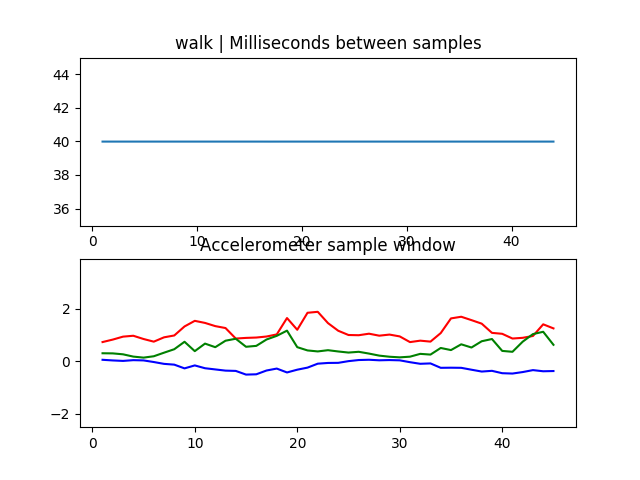 walk | Milliseconds between samples
44
42
40
38
36
0 10 20 30 40
Accelerometer sample window
2
0
−2
0 10 20 30 40